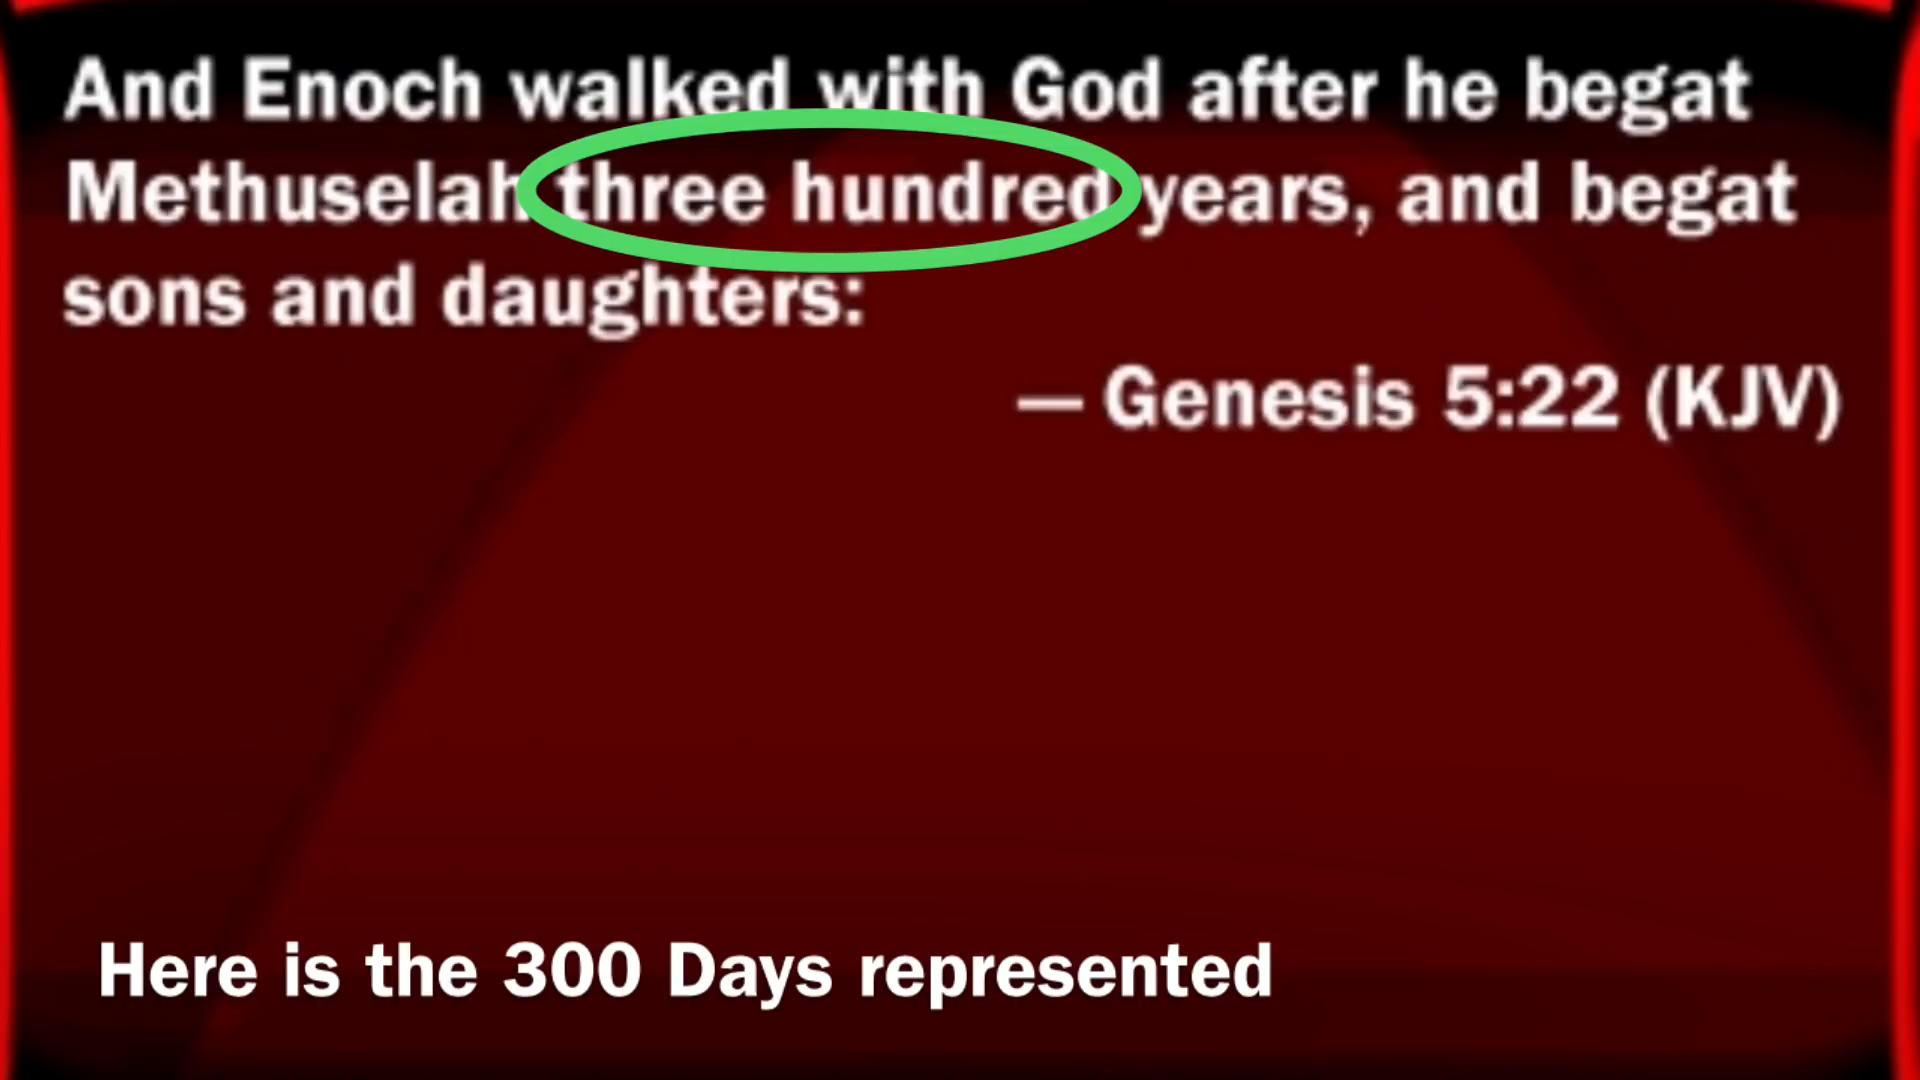 And Enoch walked with God after he begat
Methuselah three hundred years, and begat
sons and daughters:
— Genesis 5:22 (KJV)
Here is the 300 Days represented